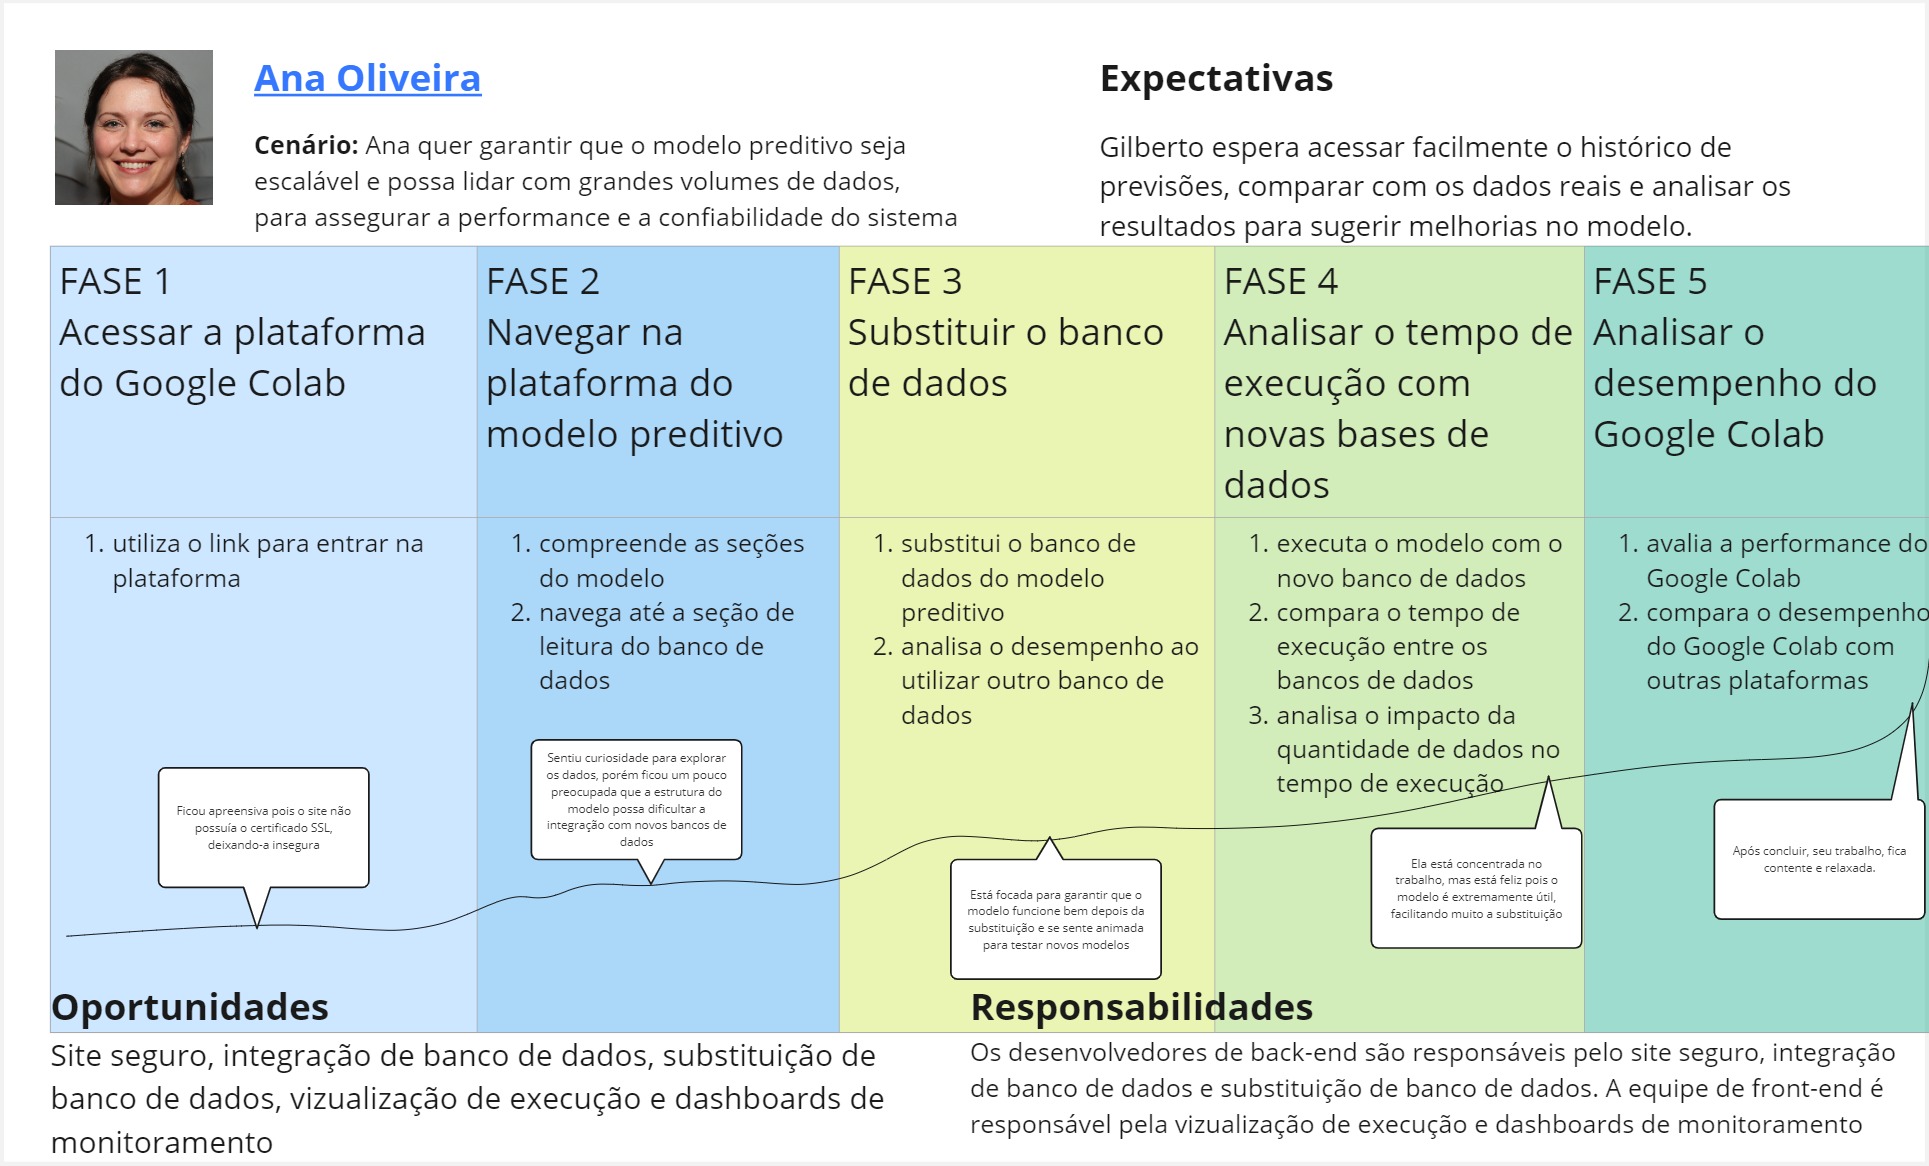 Ana Oliveira
Cenário: Ana quer garantir que o modelo preditivo seja
escalável e possa lidar com grandes volumes de dados,
para assegurar a performance e a confiabilidade do sistema
Expectativas
Gilberto espera acessar facilmente o histórico de
previsões, comparar com os dados reais e analisar os
resultados para sugerir melhorias no modelo.
FASE 1
Acessar a plataforma
do Google Colab
FASE 2
Navegar na
plataforma do
modelo preditivo
FASE 3
Substituir o banco
de dados
FASE 4
Analisar o tempo de
execução com
novas bases de
dados
FASE 5
Analisar o
desempenho do
Google Colab
1. utiliza o link para entrar na
plataforma
1. compreende as seções
do modelo
2. navega até a seção de
leitura do banco de
dados
1. substitui o banco de
dados do modelo
preditivo
2. analisa o desempenho ao
utilizar outro banco de
dados
1. executa o modelo com o
novo banco de dados
2. compara o tempo de
execução entre os
bancos de dados
3. analisa o impacto da
quantidade de dados no
tempo de execução
1. avalia a performance do
Google Colab
2. compara o desempenho
do Google Colab com
outras plataformas
Ficou apreensiva pois o site não
possuía o certificado SSL,
deixando-a insegura
Sentiu curiosidade para explorar
os dados, porém ficou um pouco
preocupada que a estrutura do
modelo possa dificultar a
integração com novos bancos de
dados
Está focada para garantir que o
modelo funcione bem depois da
substituição e se sente animada
para testar novos modelos
Ela está concentrada no
trabalho, mas está feliz pois o
modelo é extremamente útil,
facilitando muito a substituição
Após concluir, seu trabalho, fica
contente e relaxada.
Oportunidades
Site seguro, integração de banco de dados, substituição de
banco de dados, vizualização de execução e dashboards de
monitoramento
Responsabilidades
Os desenvolvedores de back-end são responsáveis pelo site seguro, integração
de banco de dados e substituição de banco de dados. A equipe de front-end é
responsável pela vizualização de execução e dashboards de monitoramento